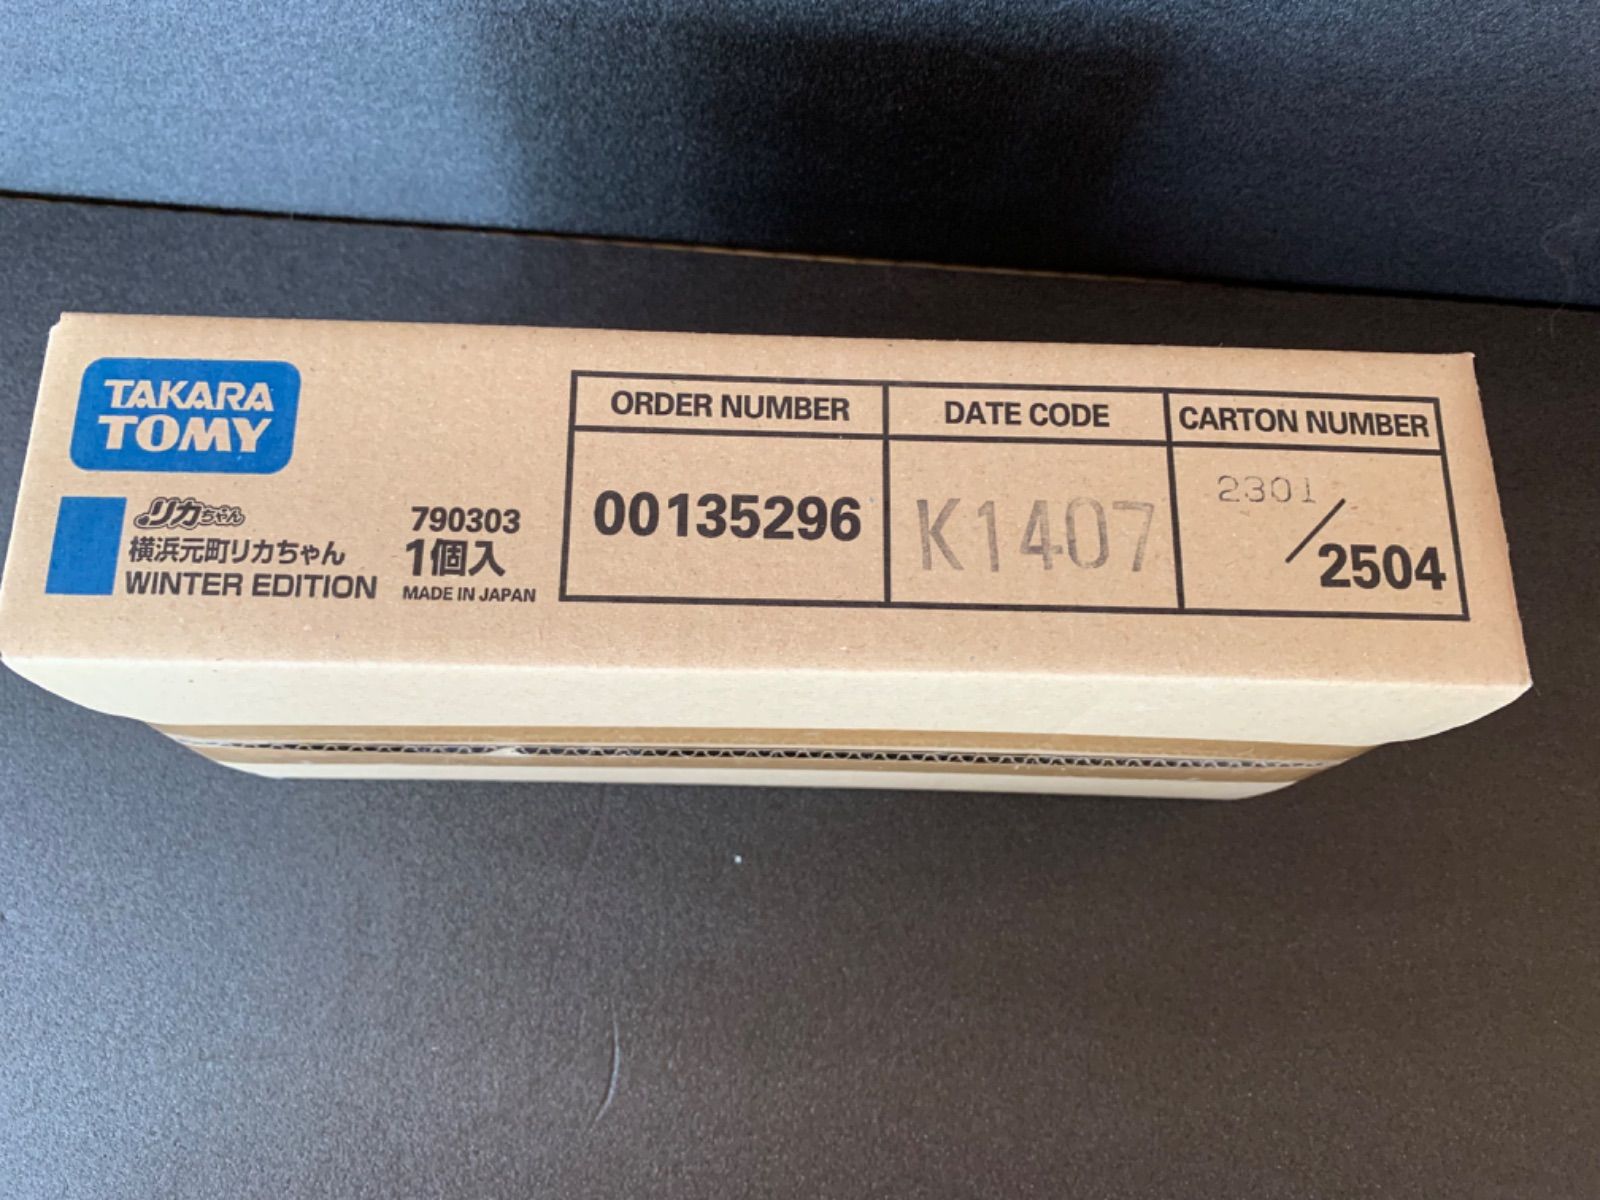 TAKARA
TOMY
リカちゃん
横浜元町リカちゃん
WINTER EDITION
790303
1個入
MADE IN JAPAN
ORDER NUMBER
00135296
DATE CODE
K1407
CARTON NUMBER
2301/2504